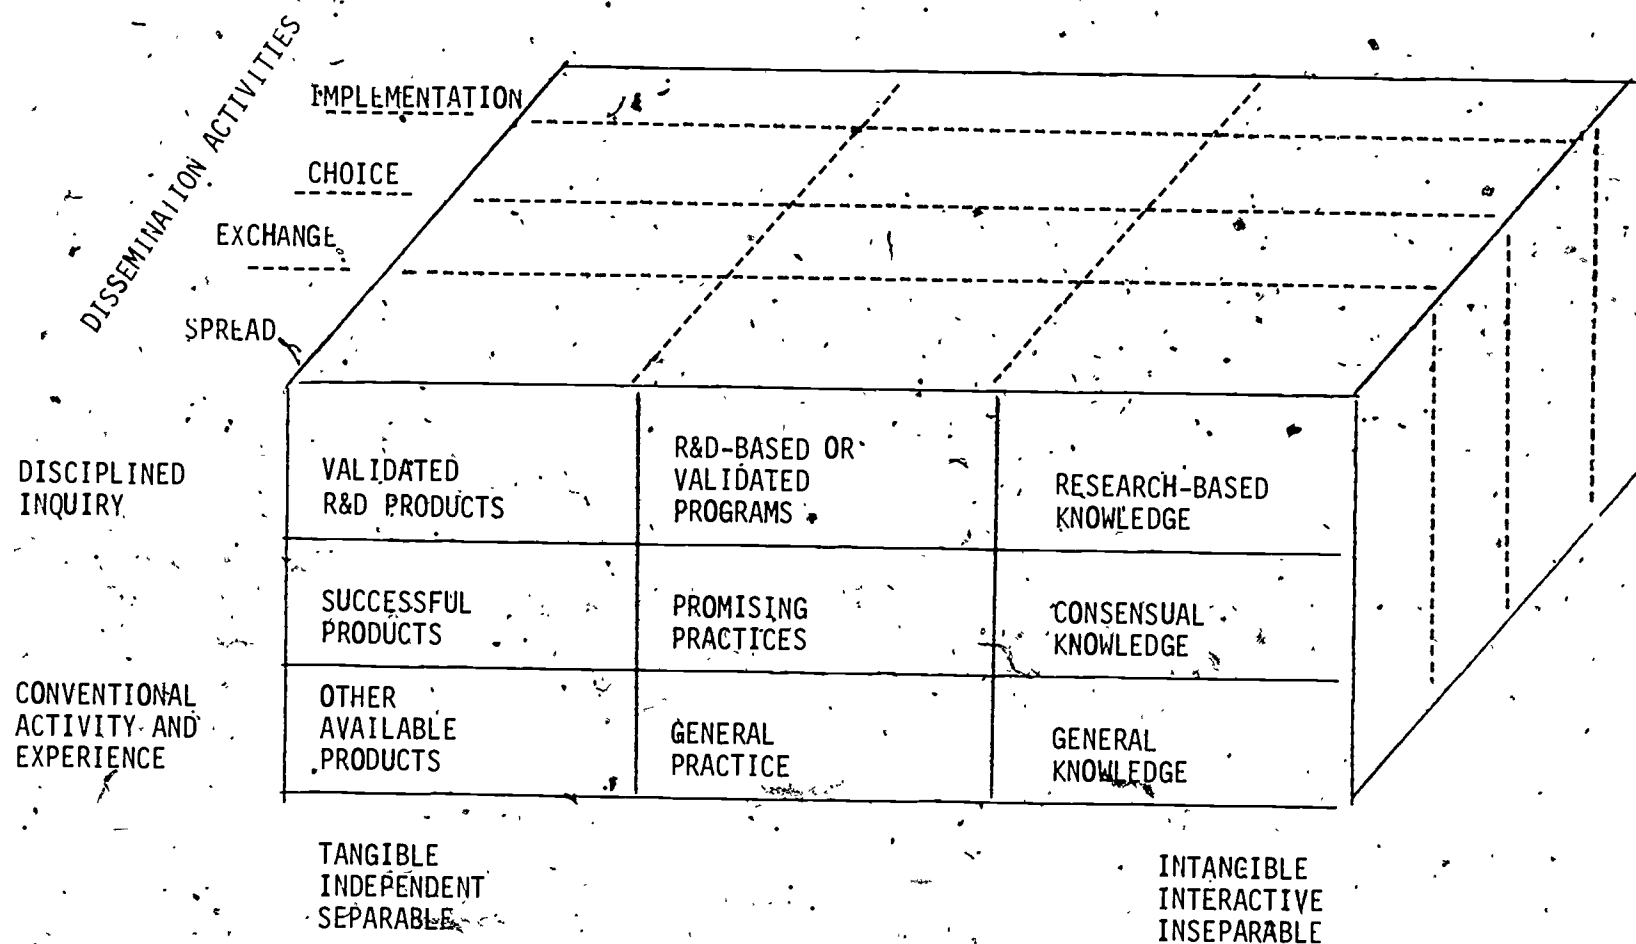 DISSEMINATION ACTIVITIES
IMPLEMENTATION
CHOICE
EXCHANGE
SPREAD
DISCIPLINED
INQUIRY
VALIDATED
R&D PRODUCTS
R&D-BASED OR
VALIDATED
PROGRAMS
RESEARCH-BASED
KNOWLEDGE
SUCCESSFUL
PRODUCTS
PROMISING
PRACTICES
CONSENSUAL
KNOWLEDGE
CONVENTIONAL
ACTIVITY AND
EXPERIENCE
OTHER
AVAILABLE
PRODUCTS
GENERAL
PRACTICE
GENERAL
KNOWLEDGE
TANGIBLE
INDEPENDENT
SEPARABLE
INTANGIBLE
INTERACTIVE
INSEPARABLE